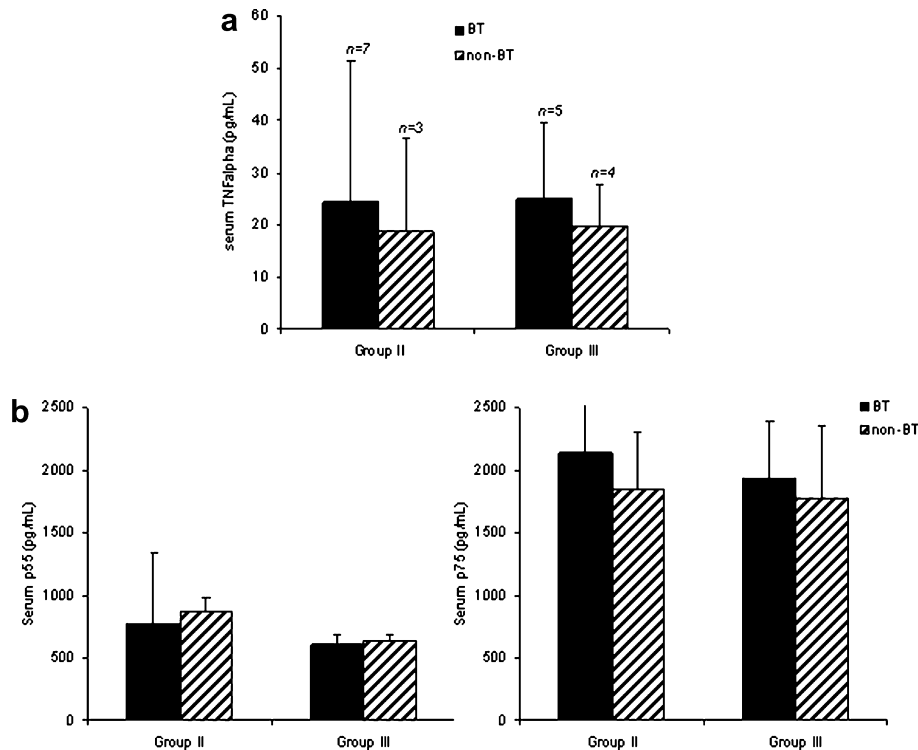 a
60
50
40
30
20
10
0
serum TNFalpha (pg/mL)
n=7
n=3
n=5
n=4
BT
non-BT
Group II
Group III
b
2500
2000
1500
1000
500
0
Serum p55 (pg/mL)
Group II
Group III
2500
2000
1500
1000
500
0
Serum p75 (pg/mL)
Group II
Group III
BT
non-BT